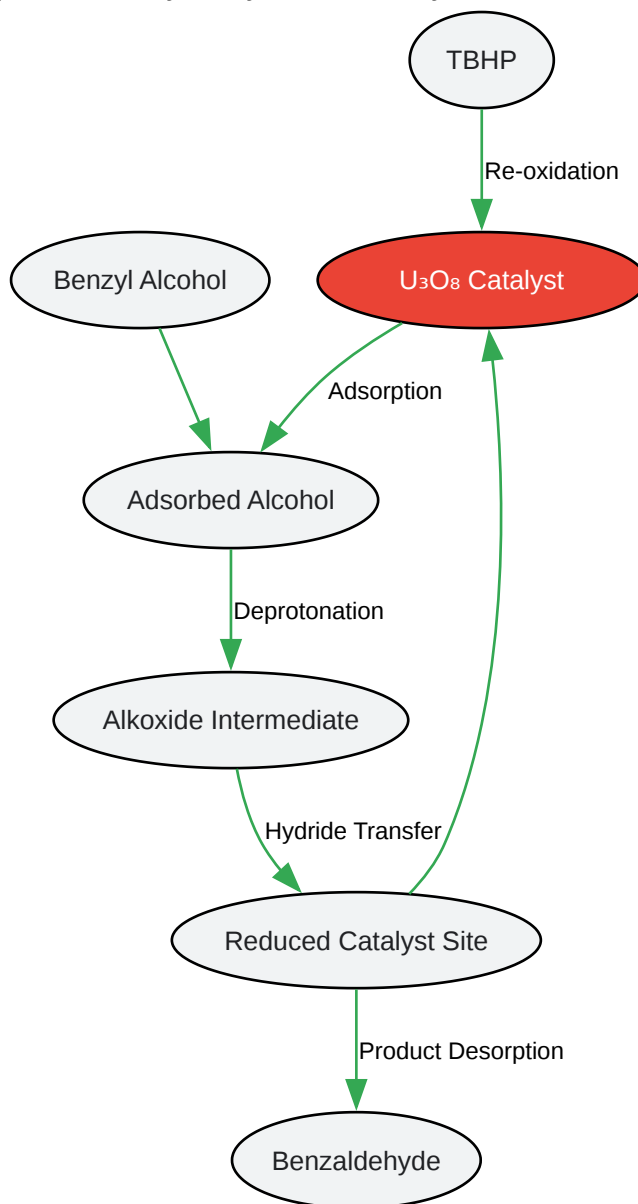 TBHP
Re-oxidation
Benzyl Alcohol
U₃O₈ Catalyst
Adsorption
Adsorbed Alcohol
Deprotonation
Alkoxide Intermediate
Hydride Transfer
Reduced Catalyst Site
Product Desorption
Benzaldehyde